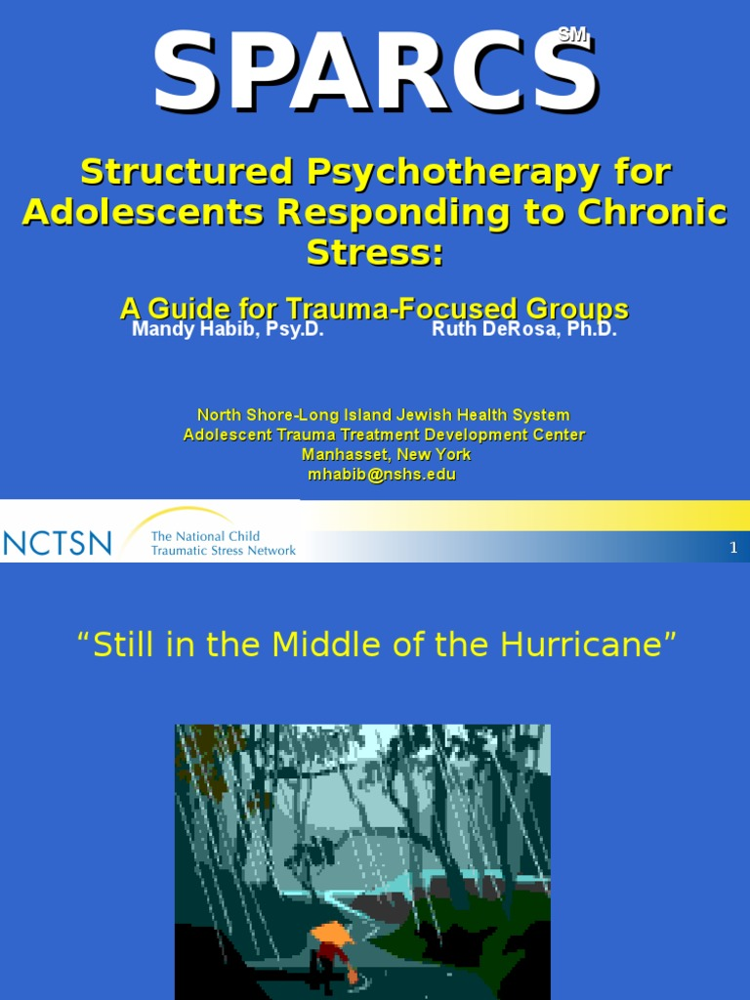 SPARCS
SM
Structured Psychotherapy for
Adolescents Responding to Chronic
Stress:
A Guide for Trauma-Focused Groups
Mandy Habib, Psy.D. Ruth DeRosa, Ph.D.
North Shore-Long Island Jewish Health System
Adolescent Trauma Treatment Development Center
Manhasset, New York
mhabib@nshs.edu
NCTSN
The National Child
Traumatic Stress Network
1
“Still in the Middle of the Hurricane”